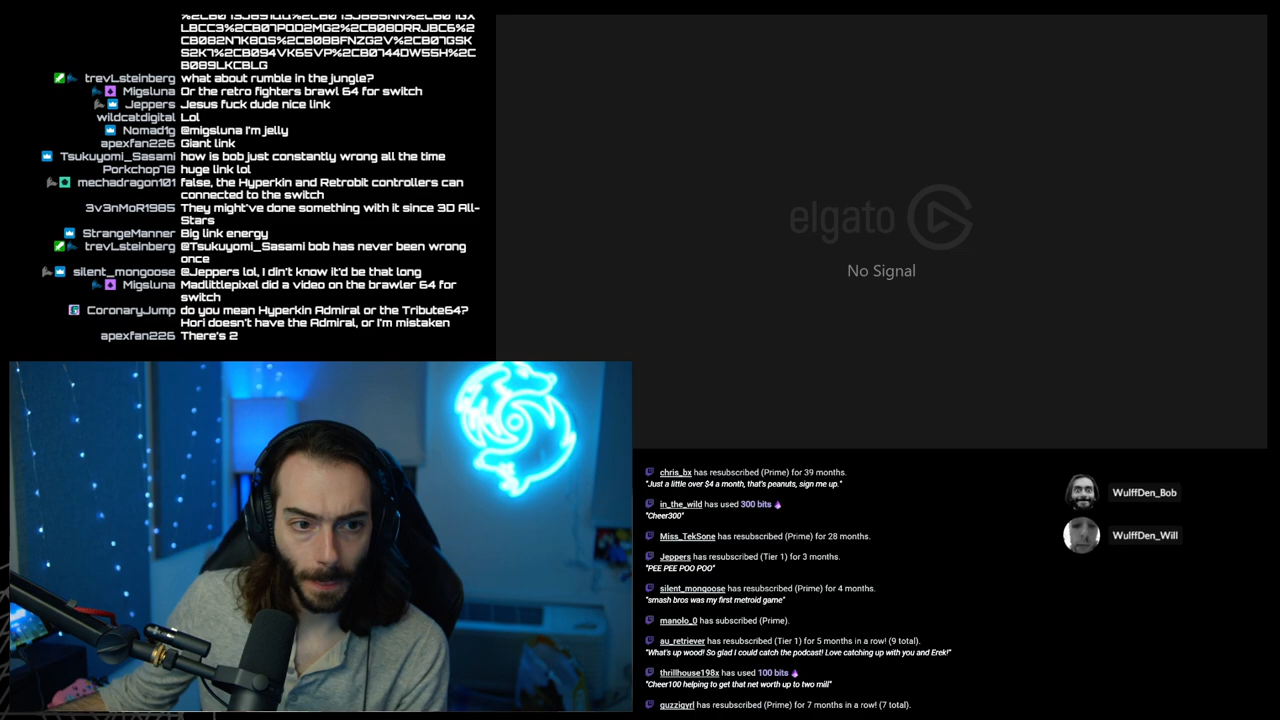 LBCC3%2CB07PQD2MG2%2CB08DRRJBC6%2
CB082N7K8QS%2CB08BFNZG2V%2CB07GSK
S2K7%2CB094VK65VP%2CB0744DW55H%2C
B089LKCBLG
trevLsteinberg what about rumble in the jungle?
Migsluna Or the retro fighters brawl 64 for switch
Jeppers Jesus fuck dude nice link
wildcatdigital Lol
Nomad1g @migsluna I'm jelly
apexfan226 Giant link
Tsukuyomi_Sasami how is bob just constantly wrong all the time
Porkchop78 huge link lol
mechadragon101 false, the Hyperkin and Retrobit controllers can
connected to the switch
3v3nMoR1985 They might've done something with it since 3D All-
Stars
StrangeManner Big link energy
trevLsteinberg @Tsukuyomi_Sasami bob has never been wrong
once
silent_mongoose @Jeppers lol, I din't know it'd be that long
Migsluna Madlittlepixel did a video on the brawler 64 for
switch
CoronaryJump do you mean Hyperkin Admiral or the Tribute64?
Hori doesn't have the Admiral, or I'm mistaken
apexfan226 There's 2
elgato
No Signal
chris_bx has resubscribed (Prime) for 39 months.
"Just a little over $4 a month, that's peanuts, sign me up."
in_the_wild has used 300 bits
"Cheer300"
Miss_TekSone has resubscribed (Prime) for 28 months.
Jeppers has resubscribed (Tier 1) for 3 months.
"PEE PEE POO POO"
silent_mongoose has resubscribed (Prime) for 4 months.
"smash bros was my first metroid game"
manolo_0 has subscribed (Prime).
au_retriever has resubscribed (Tier 1) for 5 months in a row! (9 total).
"What's up wood! So glad I could catch the podcast! Love catching up with you and Erek!"
thrillhouse198x has used 100 bits
"Cheer100 helping to get that net worth up to two mill"
guzzigyrl has resubscribed (Prime) for 7 months in a row! (7 total).
WulffDen_Bob
WulffDen_Will